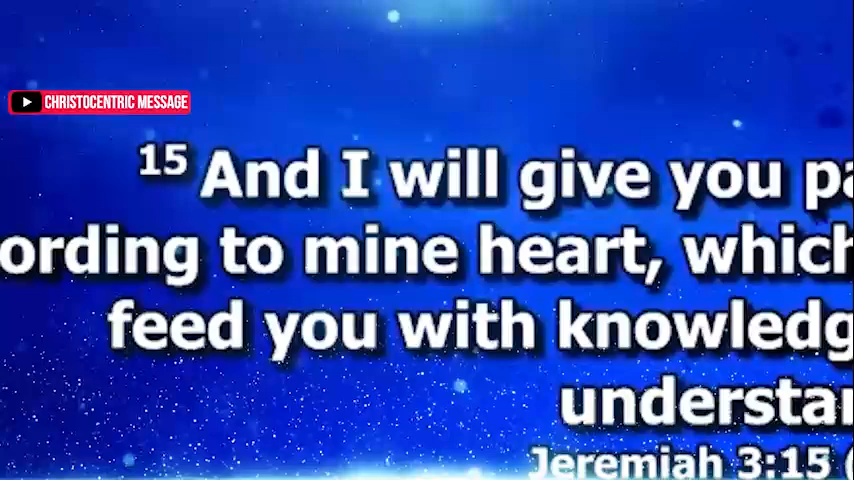 CHRISTOCENTRIC MESSAGE
15 And I will give you pa
ording to mine heart, which
feed you with knowledg
understan
Jeremiah 3:15 (